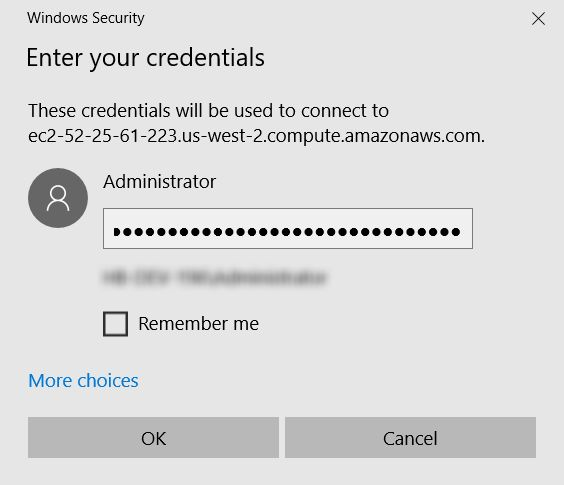 Windows Security
Enter your credentials
These credentials will be used to connect to
ec2-52-25-61-223.us-west-2.compute.amazonaws.com.
Administrator
Remember me
More choices
OK
Cancel